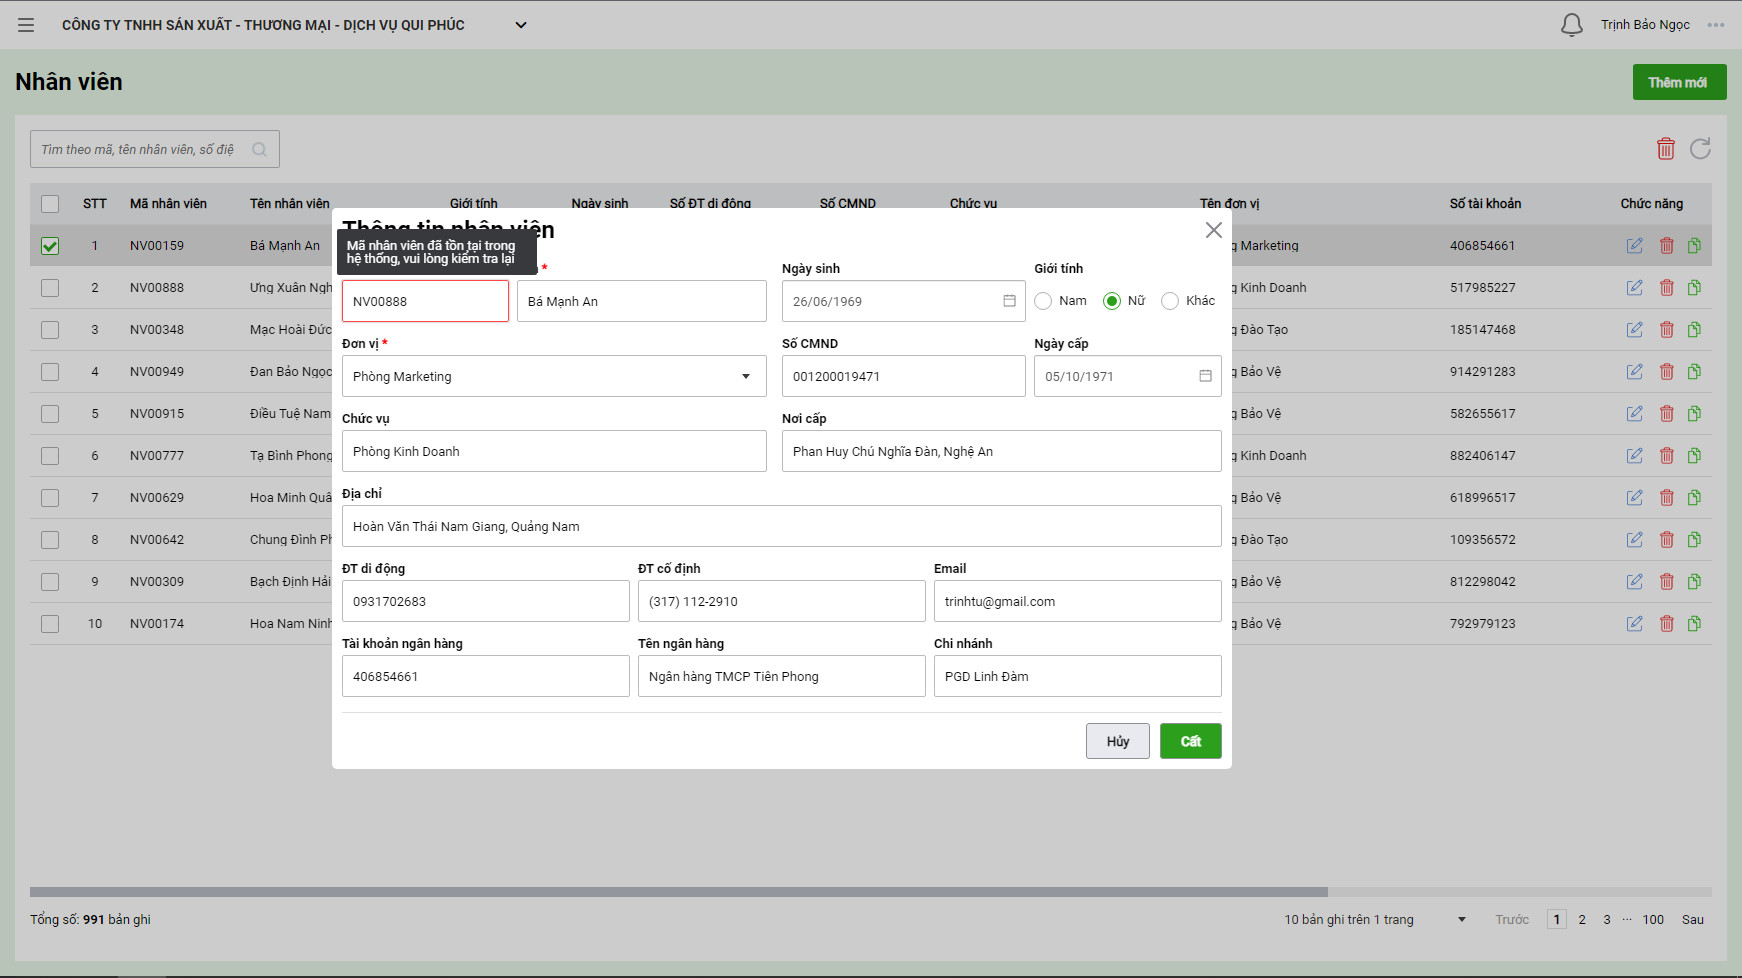 CÔNG TY TNHH SẢN XUẤT - THƯƠNG MẠI - DỊCH VỤ QUI PHÚC
Trịnh Bảo Ngọc
Nhân viên
Thêm mới
Tìm theo mã, tên nhân viên, số điệ
STT Mã nhân viên Tên nhân viên Giới tính Ngày sinh Số ĐT di động Số CMND Chức vụ Tên đơn vị Số tài khoản Chức năng
1 NV00159 Bá Mạnh An g Marketing 406854661
2 NV00888 Ưng Xuân Ngh g Kinh Doanh 517985227
3 NV00348 Mạc Hoài Đức g Đào Tạo 185147468
4 NV00949 Đan Bảo Ngọc g Bảo Vệ 914291283
5 NV00915 Điều Tuệ Nam g Bảo Vệ 582655617
6 NV00777 Tạ Bình Phong g Kinh Doanh 882406147
7 NV00629 Hoa Minh Quâ g Bảo Vệ 618996517
8 NV00642 Chung Đình Ph g Đào Tạo 109356572
9 NV00309 Bạch Định Hải g Bảo Vệ 812298042
10 NV00174 Hoa Nam Ninh g Bảo Vệ 792979123
Thông tin nhân viên
Mã nhân viên đã tồn tại trong
hệ thống, vui lòng kiểm tra lại
* Ngày sinh Giới tính
NV00888 Bá Mạnh An 26/06/1969 Nam Nữ Khác
Đơn vị * Số CMND Ngày cấp
Phòng Marketing 001200019471 05/10/1971
Chức vụ Nơi cấp
Phòng Kinh Doanh Phan Huy Chú Nghĩa Đàn, Nghệ An
Địa chỉ
Hoàn Văn Thái Nam Giang, Quảng Nam
ĐT di động ĐT cố định Email
0931702683 (317) 112-2910 trinhtu@gmail.com
Tài khoản ngân hàng Tên ngân hàng Chi nhánh
406854661 Ngân hàng TMCP Tiên Phong PGD Linh Đàm
Hủy Cất
Tổng số: 991 bản ghi 10 bản ghi trên 1 trang Trước 1 2 3 ... 100 Sau